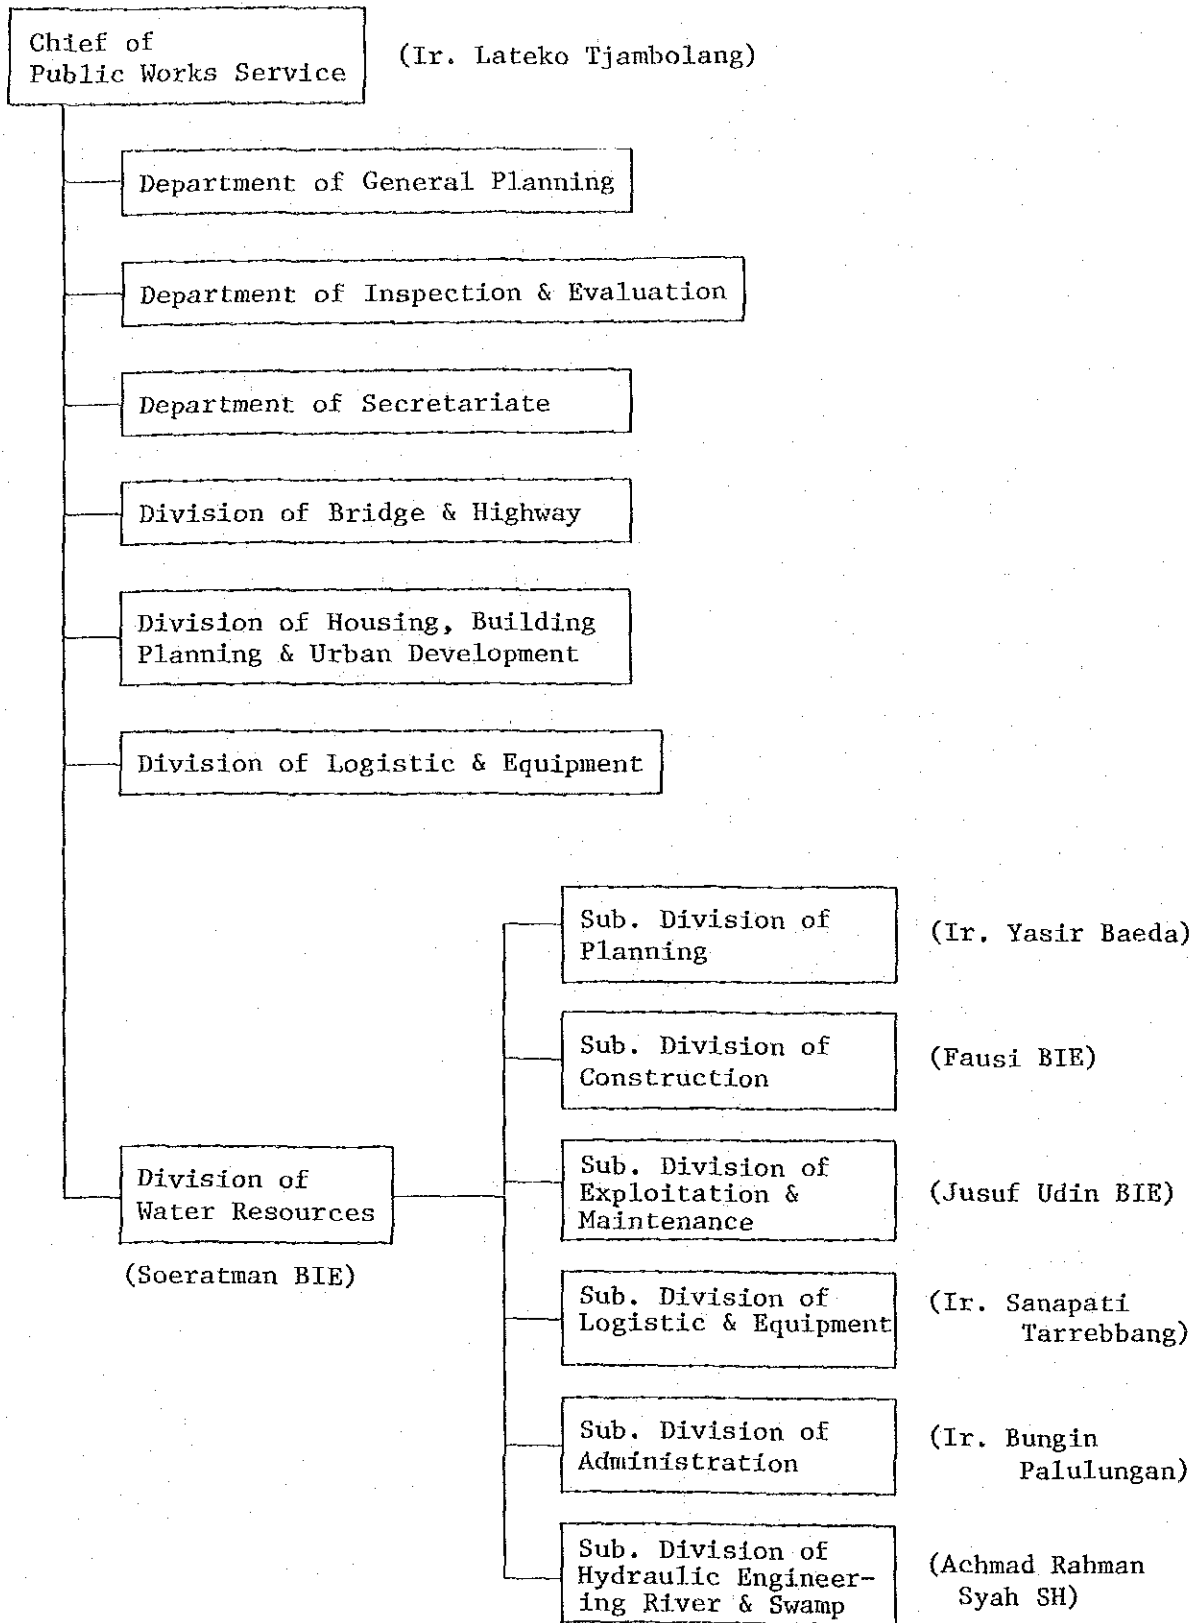 Chief of
Public Works Service
(Ir. Lateko Tjambolang)
Department of General Planning
Department of Inspection & Evaluation
Department of Secretariate
Division of Bridge & Highway
Division of Housing, Building
Planning & Urban Development
Division of Logistic & Equipment
Division of
Water Resources
(Soeratman BIE)
Sub. Division of
Planning
(Ir. Yasir Baeda)
Sub. Division of
Construction
(Fausi BIE)
Sub. Division of
Exploitation &
Maintenance
(Jusuf Udin BIE)
Sub. Division of
Logistic & Equipment
(Ir. Sanapati
Tarrebbang)
Sub. Division of
Administration
(Ir. Bungin
Palulungan)
Sub. Division of
Hydraulic Engineer-
ing River & Swamp
(Achmad Rahman
Syah SH)